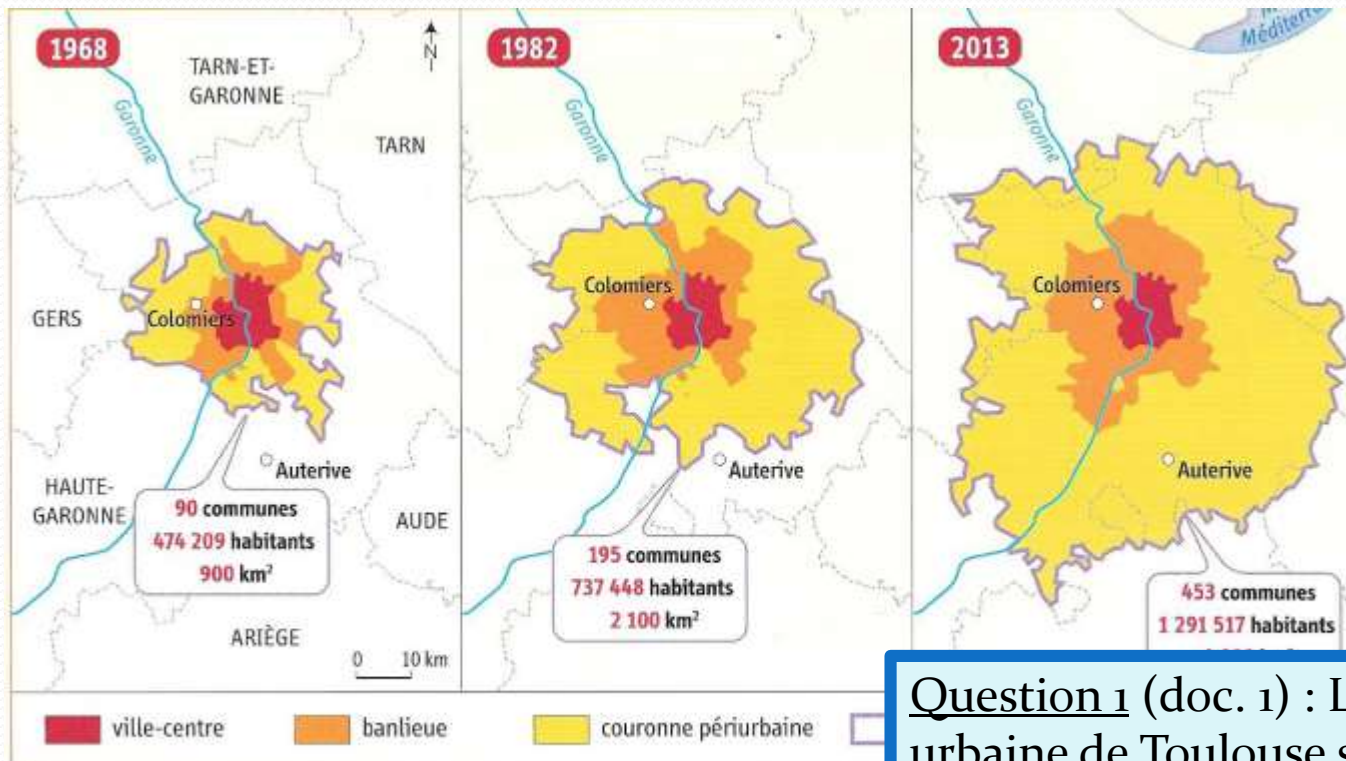 1968
N
TARN-ET-
GARONNE
Garonne
TARN
GERS
Colomiers
Auterive
HAUTE-
GARONNE
90 communes
474 209 habitants
900 km²
AUDE
ARIÈGE
0 10 km
1982
Garonne
Colomiers
Auterive
195 communes
737 448 habitants
2 100 km²
2013
Garonne
Colomiers
Auterive
453 communes
1 291 517 habitants
ville-centre
banlieue
couronne périurbaine
Question 1 (doc. 1) : L
urbaine de Toulouse s